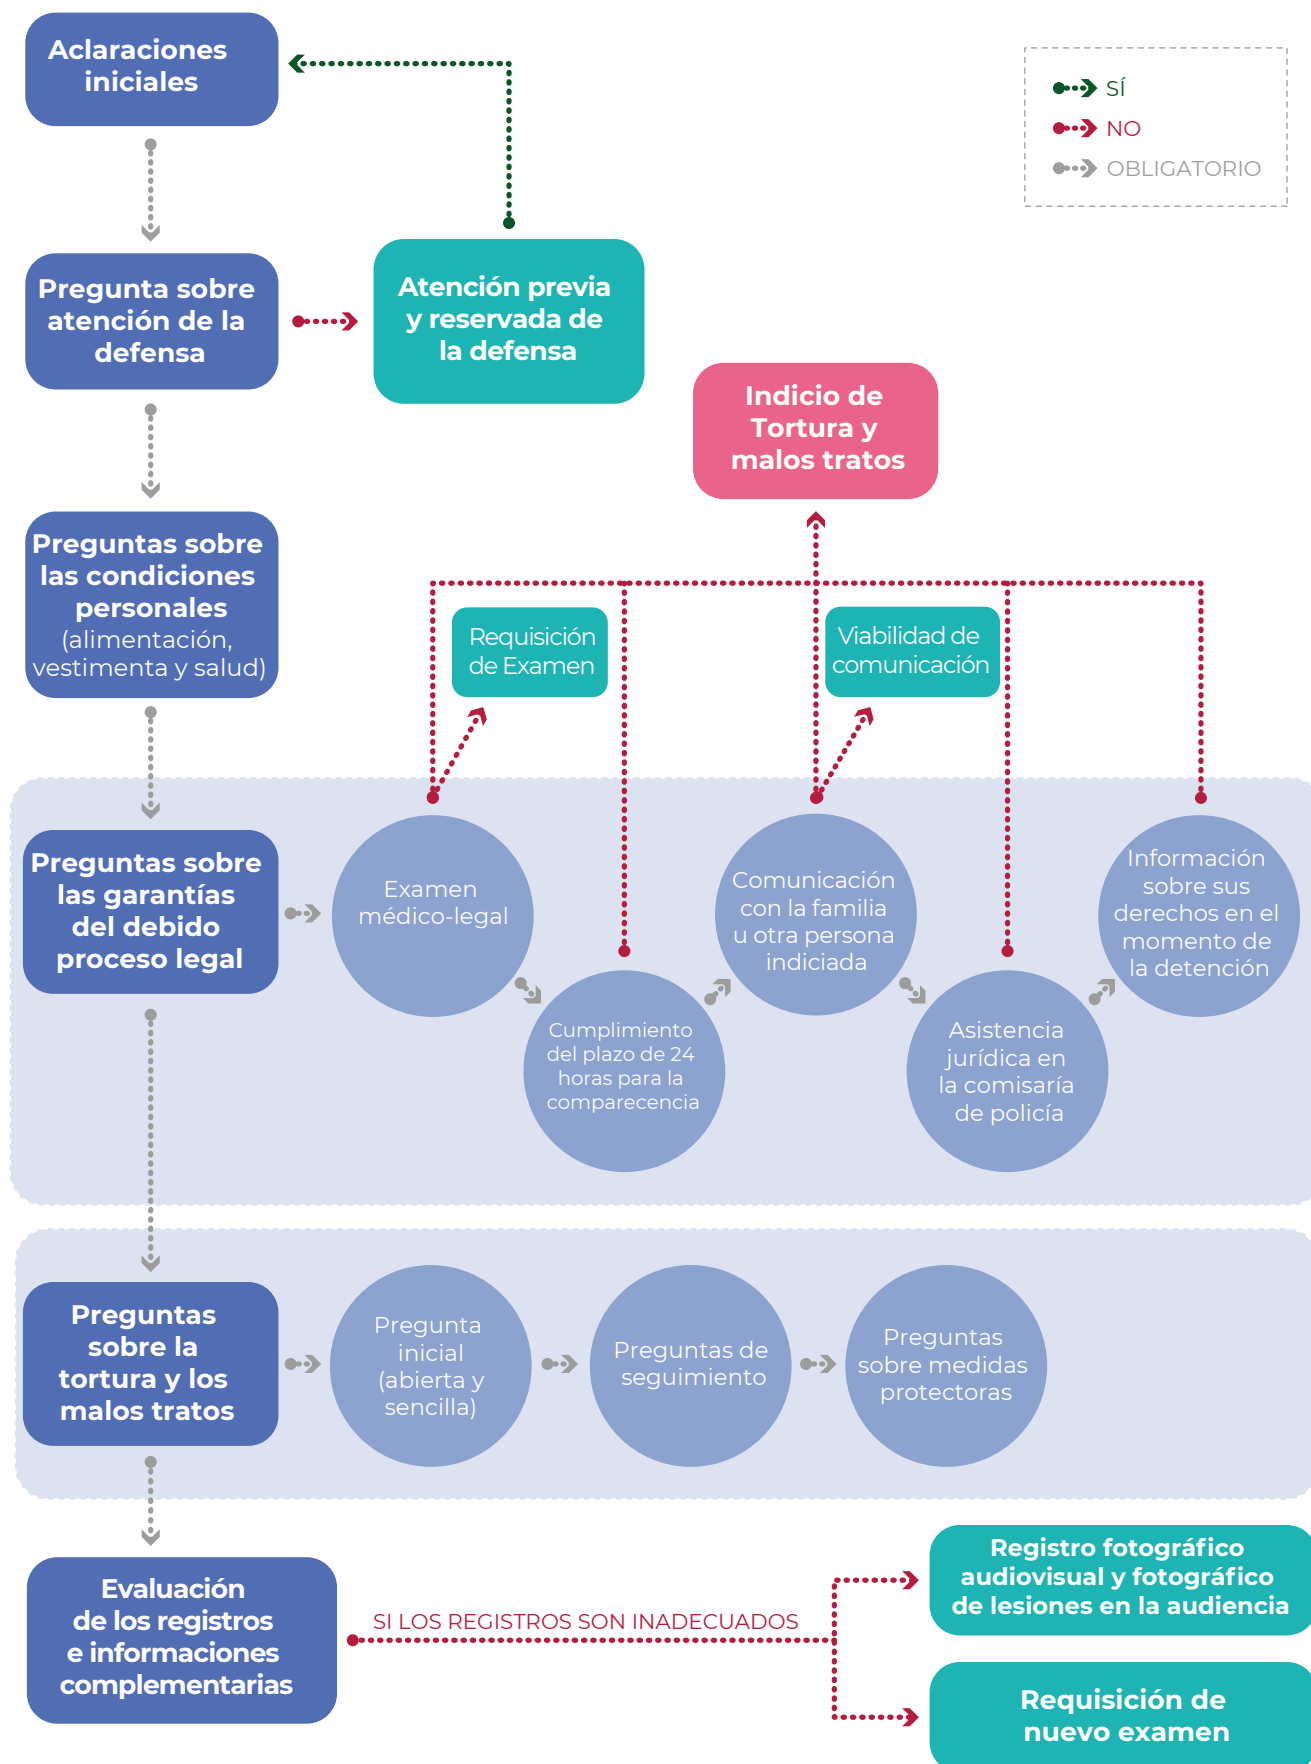 Aclaraciones
iniciales
SÍ
NO
OBLIGATORIO
Pregunta sobre
atención de la
defensa
Atención previa
y reservada de
la defensa
Indicio de
Tortura y
malos tratos
Preguntas sobre
las condiciones
personales
(alimentación,
vestimenta y salud)
Requisición
de Examen
Viabilidad de
comunicación
Preguntas sobre
las garantías
del debido
proceso legal
Examen
médico-legal
Cumplimiento
del plazo de 24
horas para la
comparecencia
Comunicación
con la familia
u otra persona
indiciada
Asistencia
jurídica en
la comisaría
de policía
Información
sobre sus
derechos en el
momento de
la detención
Preguntas
sobre la
tortura y los
malos tratos
Pregunta
inicial
(abierta y
sencilla)
Preguntas de
seguimiento
Preguntas
sobre medidas
protectoras
Evaluación
de los registros
e informaciones
complementarias
SI LOS REGISTROS SON INADECUADOS
Registro fotográfico
audiovisual y fotográfico
de lesiones en la audiencia
Requisición de
nuevo examen